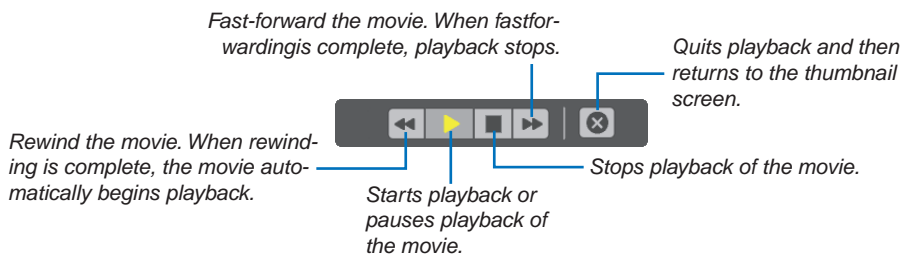 Fast-forward the movie. When fastfor-
wardingis complete, playback stops.
Quits playback and then
returns to the thumbnail
screen.
Rewind the movie. When rewind-
ing is complete, the movie auto-
matically begins playback.
Stops playback of the movie.
Starts playback or
pauses playback of
the movie.